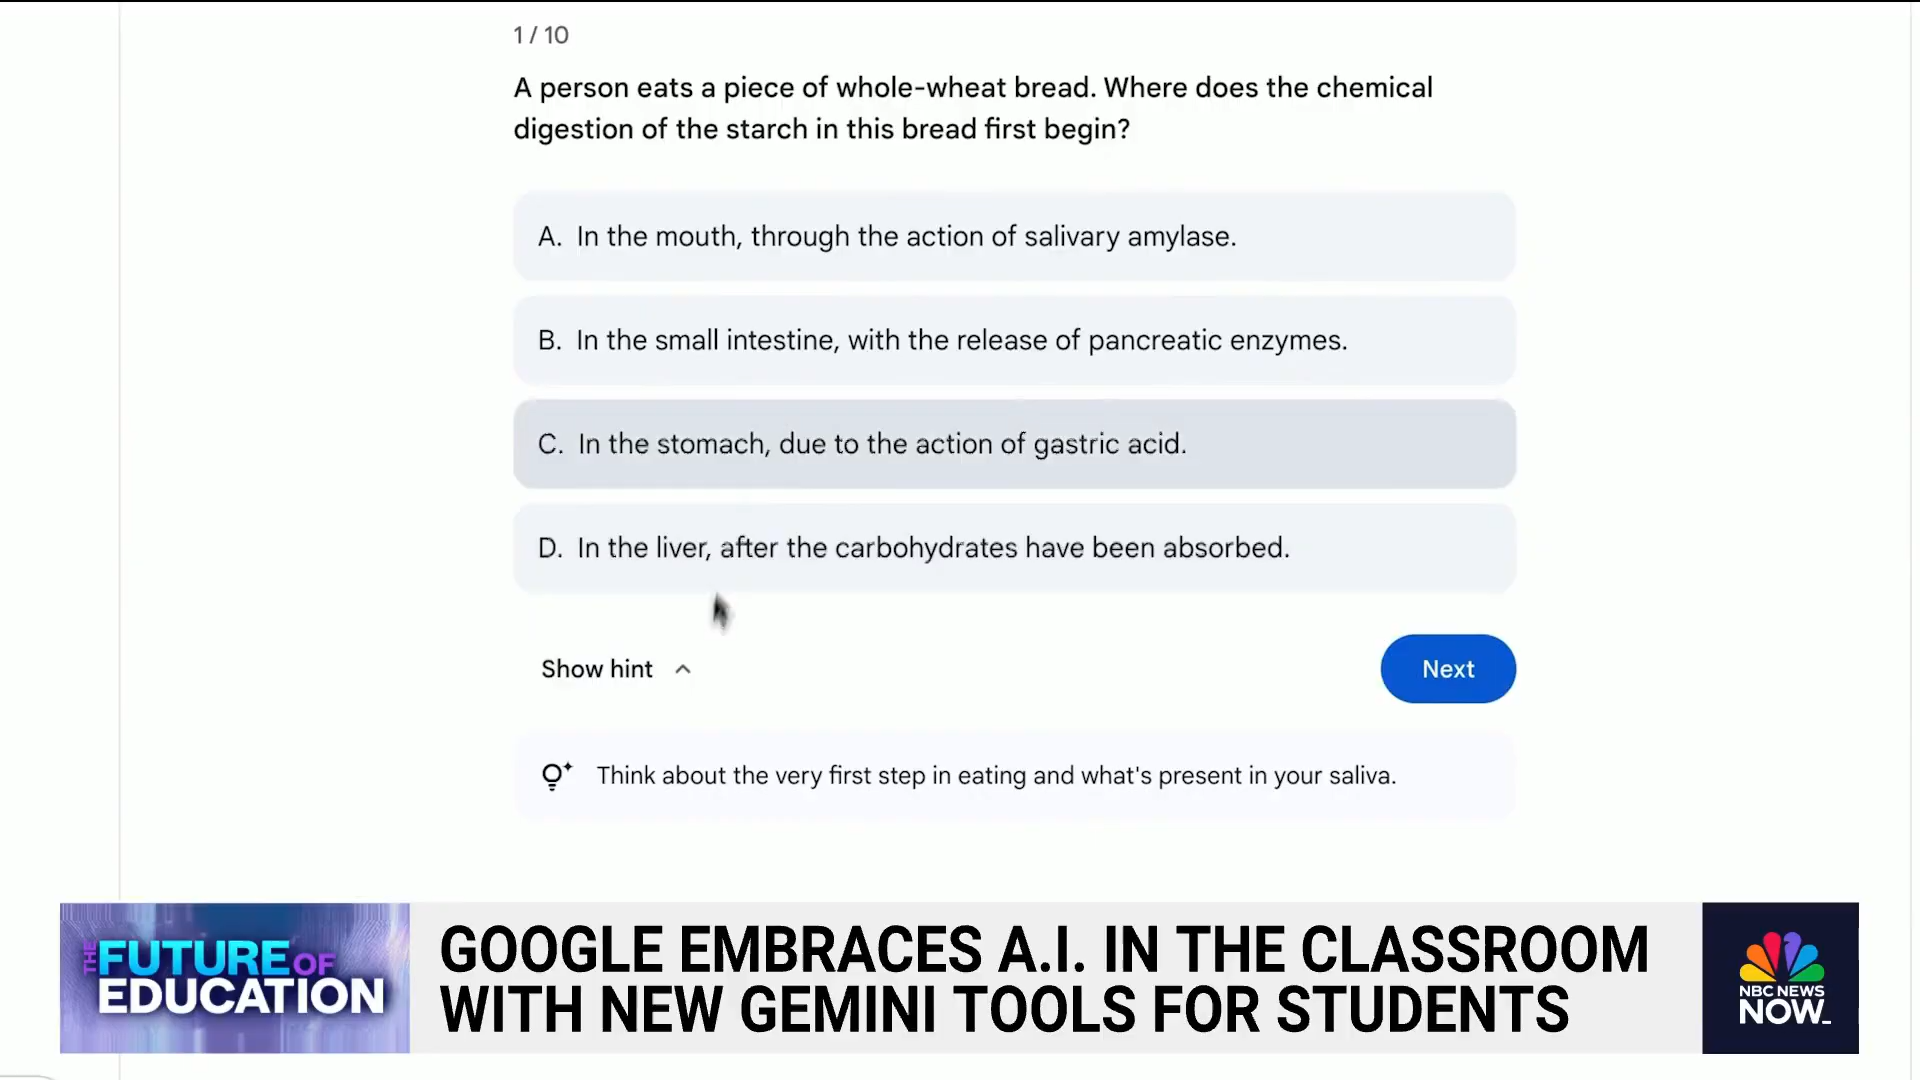 1 / 10
A person eats a piece of whole-wheat bread. Where does the chemical
digestion of the starch in this bread first begin?
A. In the mouth, through the action of salivary amylase.
B. In the small intestine, with the release of pancreatic enzymes.
C. In the stomach, due to the action of gastric acid.
D. In the liver, after the carbohydrates have been absorbed.
Show hint
Next
Think about the very first step in eating and what's present in your saliva.
THE FUTURE OF
EDUCATION
GOOGLE EMBRACES A.I. IN THE CLASSROOM
WITH NEW GEMINI TOOLS FOR STUDENTS
NBC NEWS
NOW_